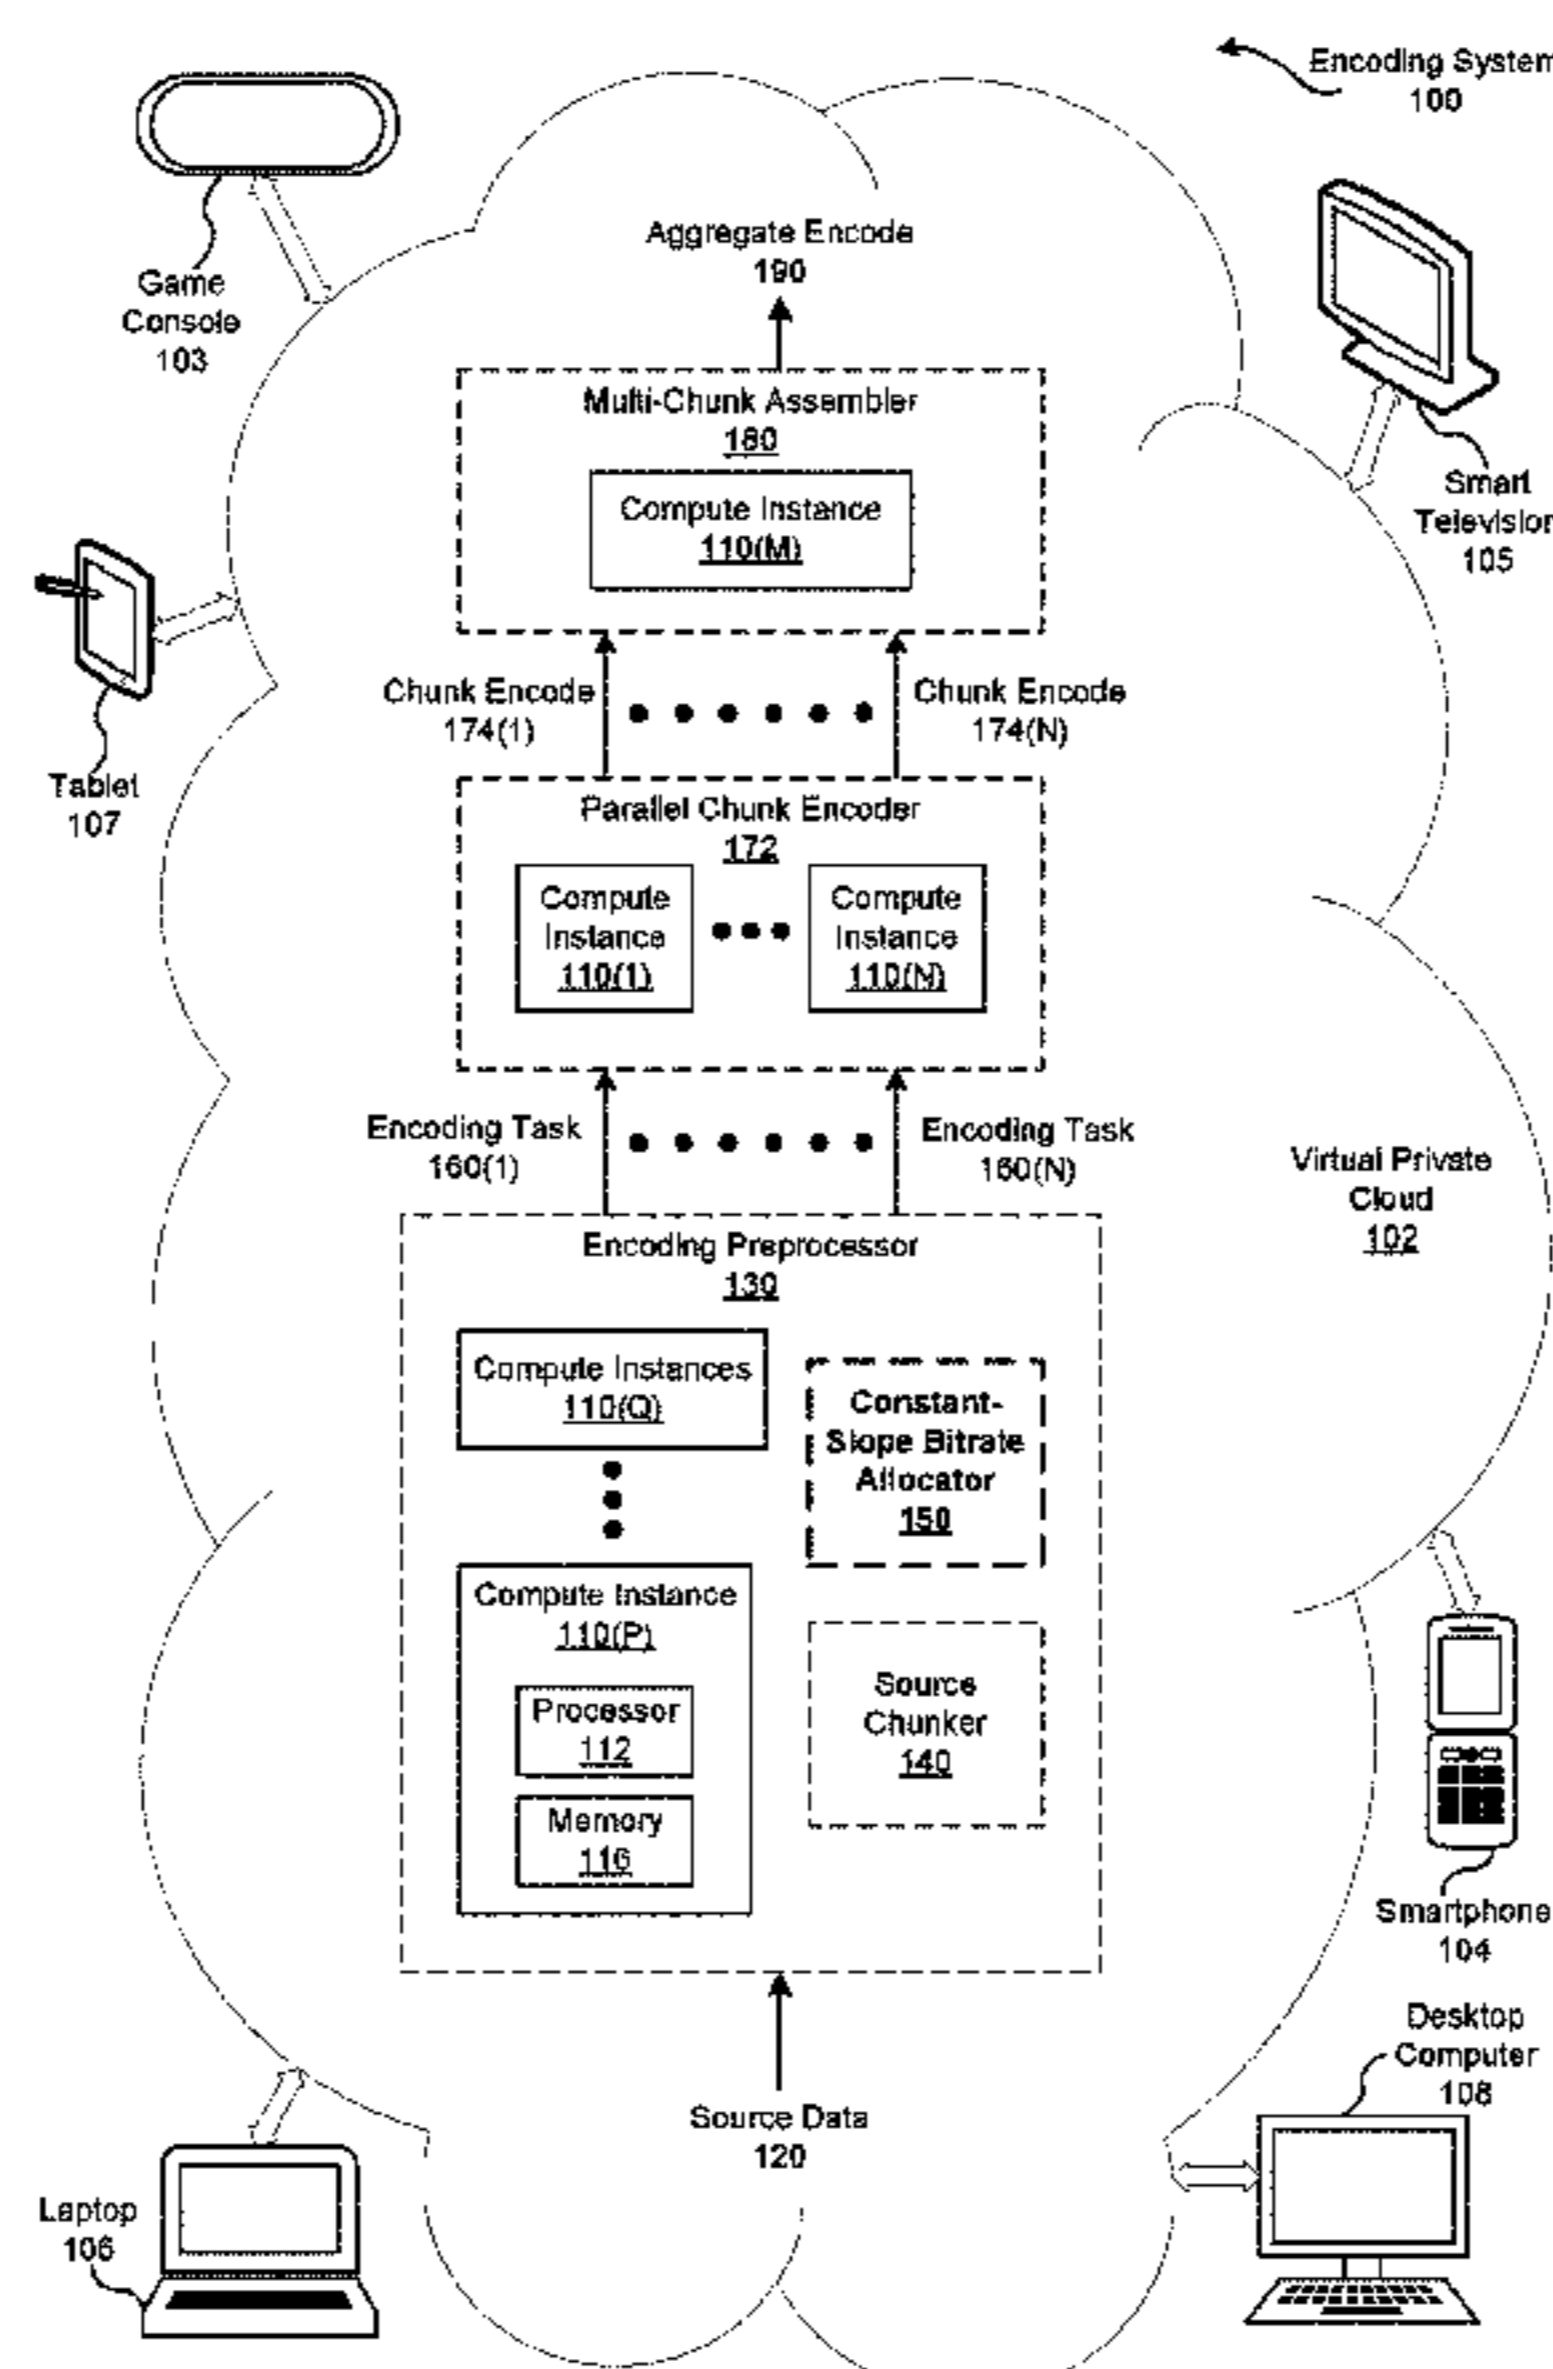 Encoding System
100
Game
Console
103
Aggregate Encode
190
Multi-Chunk Assembler
180
Compute Instance
110(M)
Smart
Television
105
Chunk Encode
174(1)
Chunk Encode
174(N)
Tablet
107
Parallel Chunk Encoder
172
Compute
Instance
110(1)
Compute
Instance
110(N)
Encoding Task
160(1)
Encoding Task
160(N)
Virtual Private
Cloud
102
Encoding Preprocessor
130
Compute Instances
110(Q)
Constant-
Slope Bitrate
Allocator
150
Compute Instance
110(P)
Processor
112
Memory
116
Source
Chunker
140
Smartphone
104
Desktop
Computer
108
Source Data
120
Laptop
106